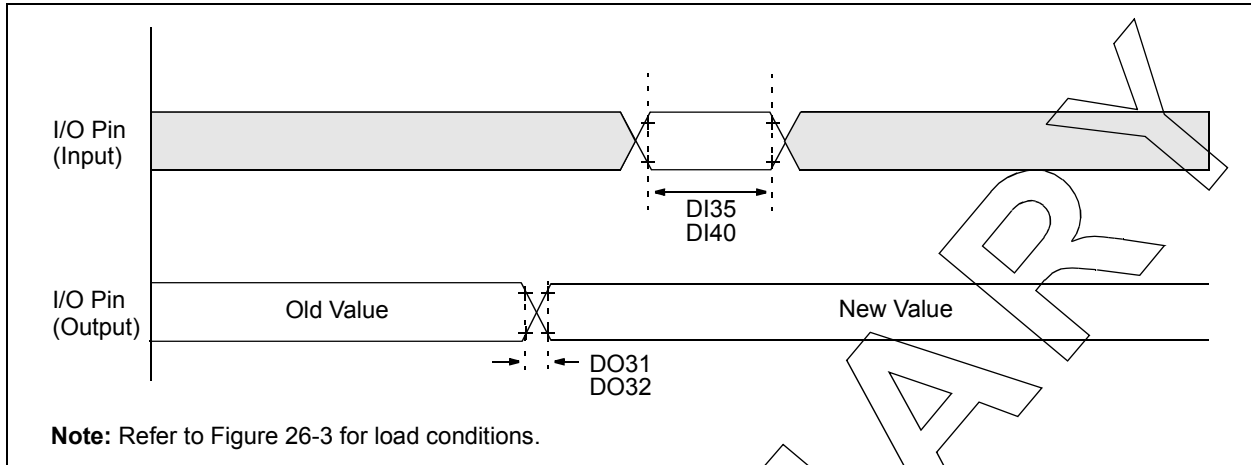 I/O Pin
(Input)
DI35
DI40
I/O Pin
(Output)
Old Value
New Value
DO31
DO32
Note: Refer to Figure 26-3 for load conditions.
A R Y